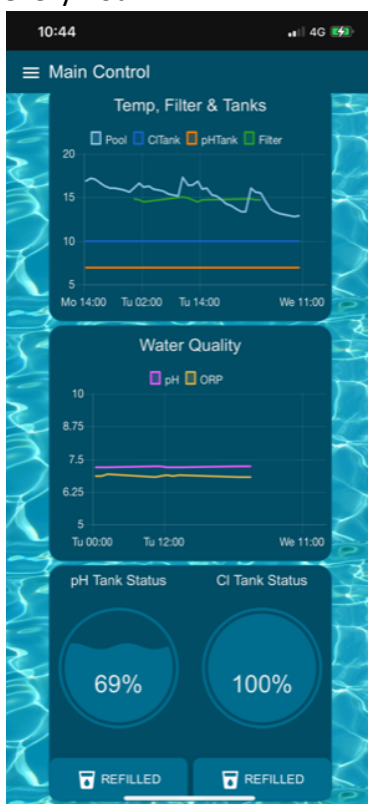 10:44 4G
Main Control
Temp, Filter & Tanks
Pool ClTank pHTank Filter
20
15
10
5
Mo 14:00 Tu 02:00 Tu 14:00 We 11:00
Water Quality
pH ORP
10
8.75
7.5
6.25
5
Tu 00:00 Tu 12:00 We 11:00
pH Tank Status Cl Tank Status
69% 100%
REFILLED REFILLED